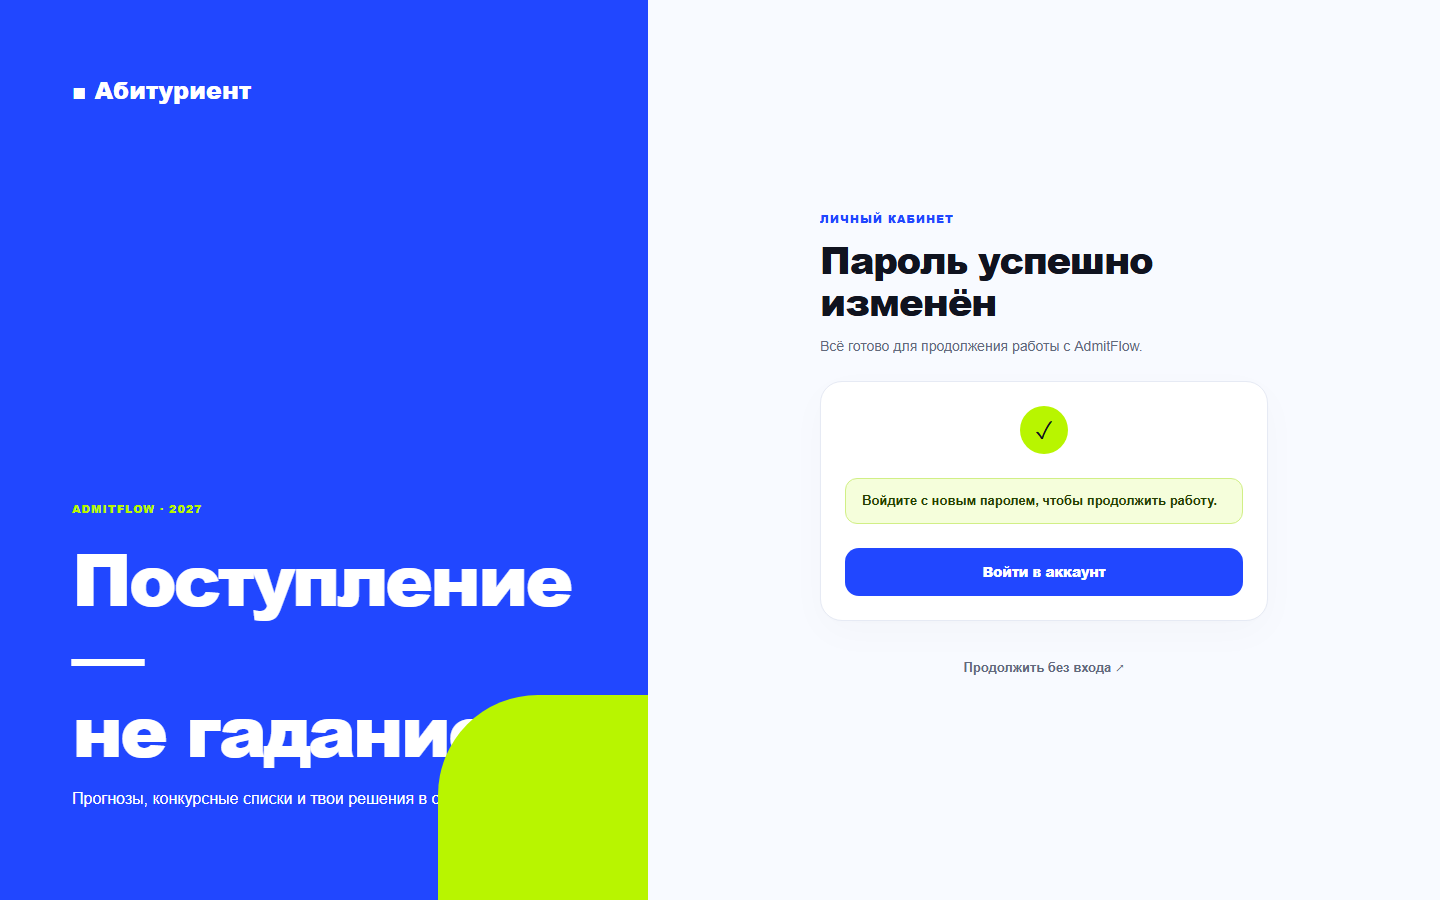 Абитуриент
ADMITFLOW · 2027
Поступление
—
не гадани
Прогнозы, конкурсные списки и твои решения в
ЛИЧНЫЙ КАБИНЕТ
Пароль успешно
изменён
Всё готово для продолжения работы с AdmitFlow.
✓
Войдите с новым паролем, чтобы продолжить работу.
Войти в аккаунт
Продолжить без входа ↗